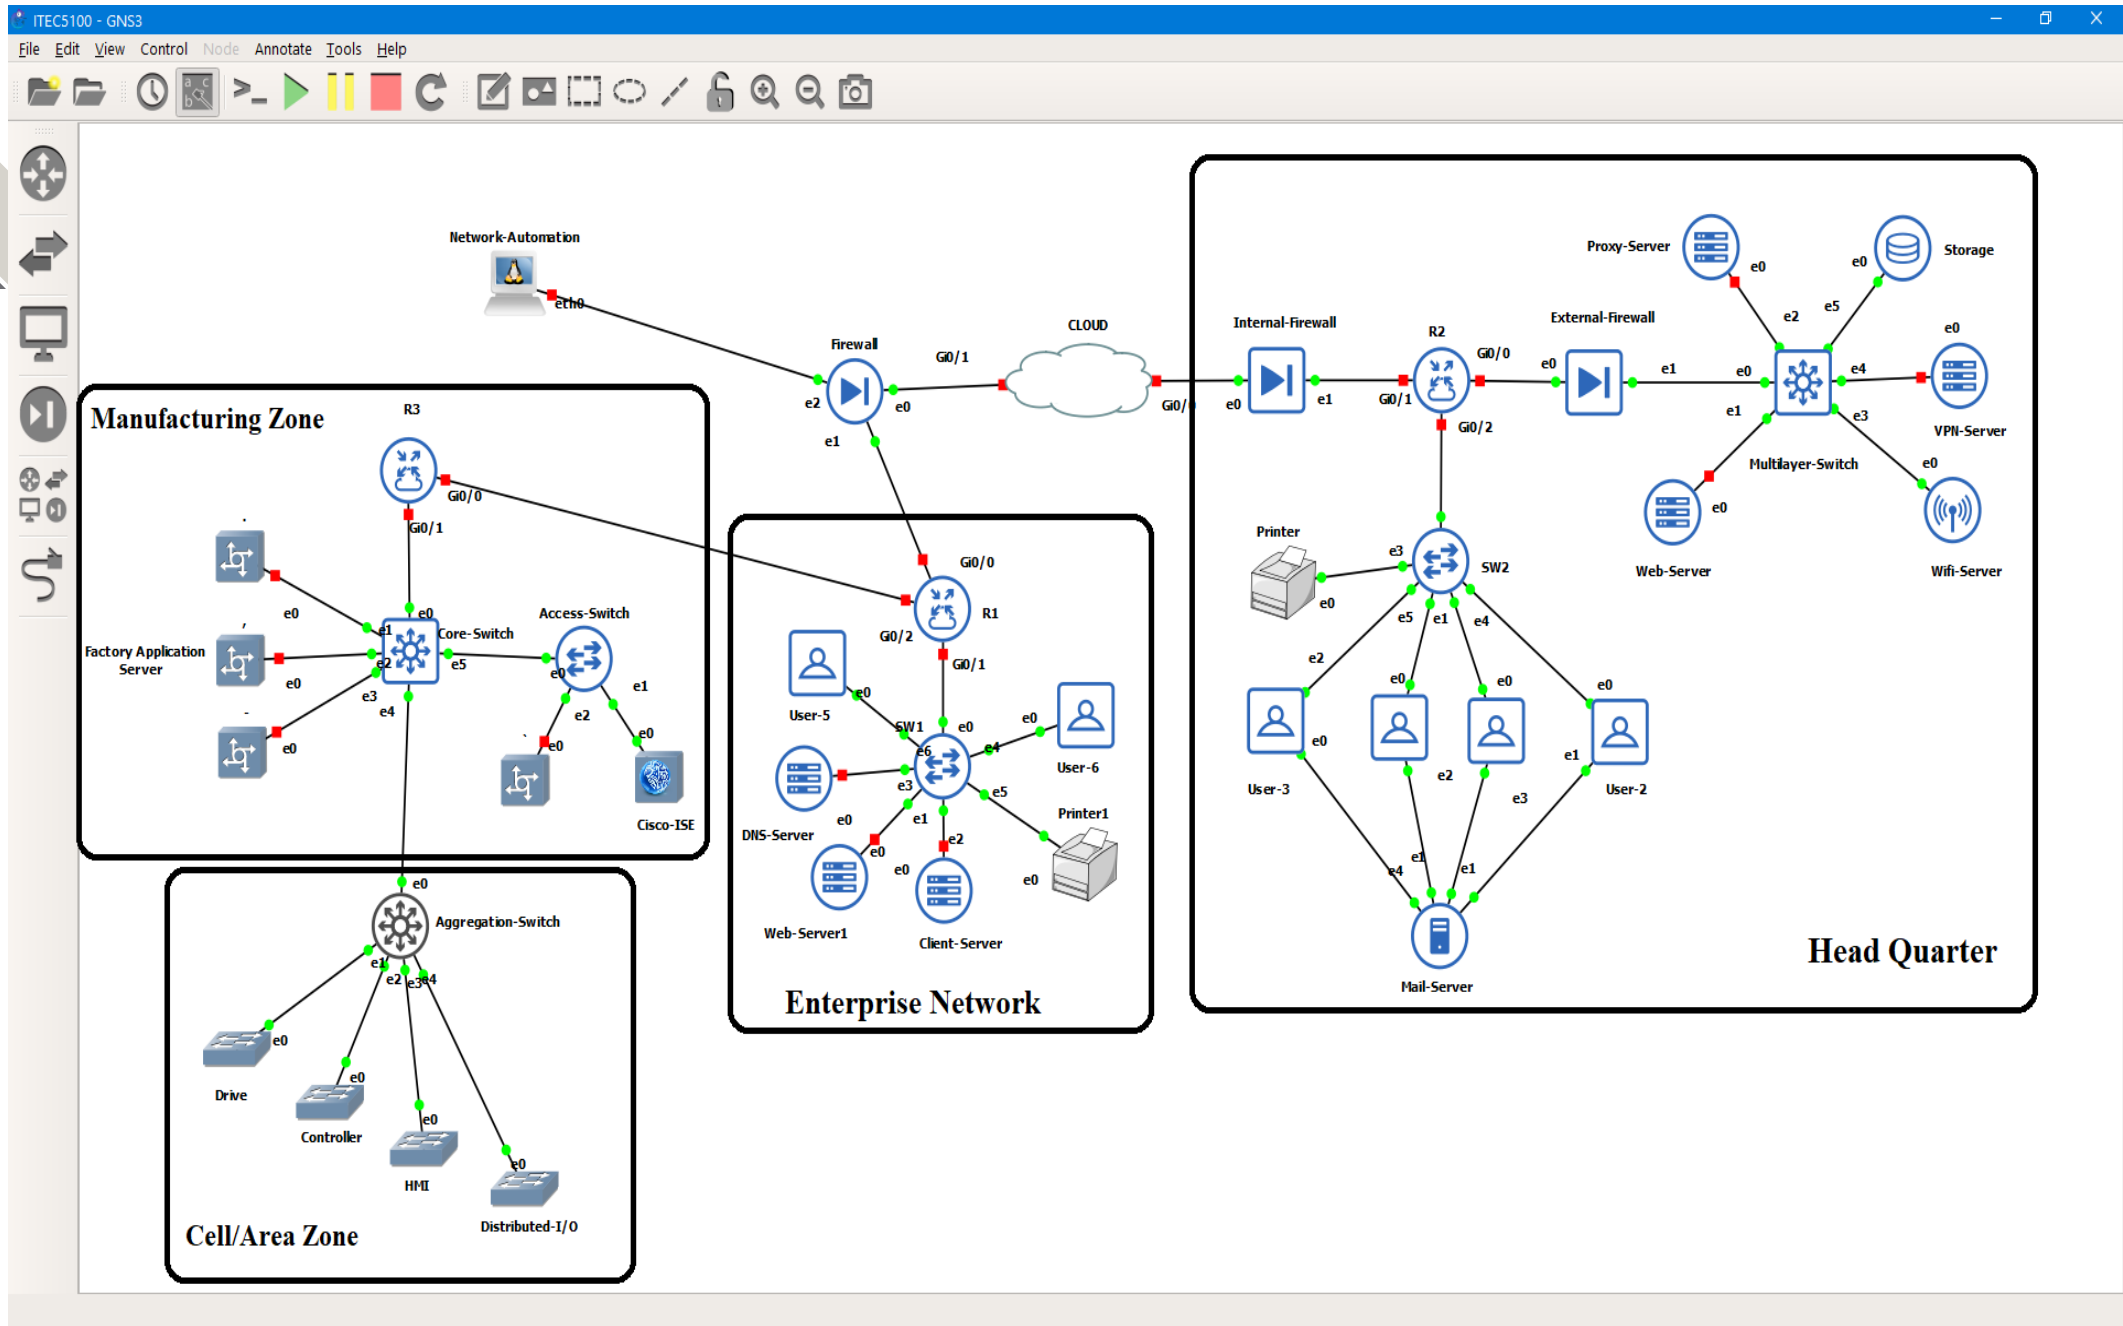 ITEC5100 - GNS3
File Edit View Control Node Annotate Tools Help
Network-Automation
eth0
Firewall
e2
e0
e1
Gi0/1
CLOUD
Gi0/0
Manufacturing Zone
R3
Gi0/0
Gi0/1
e0
e0
e0
Factory Application
Server
e0
e1
e2
e3
e4
e5
Core-Switch
Access-Switch
e0
e1
e2
e0
e0
Cisco-ISE
Cell/Area Zone
e0
Aggregation-Switch
e1
e2
e3
e4
e0
Drive
e0
Controller
e0
HMI
e0
Distributed-I/O
Enterprise Network
Gi0/0
R1
Gi0/2
Gi0/1
User-5
e0
SW1
e0
e6
e4
e0
User-6
DNS-Server
e0
e3
e1
e2
e5
Printer1
e0
e0
e0
Web-Server1
Client-Server
Head Quarter
Internal-Firewall
e0
e1
R2
Gi0/1
Gi0/0
Gi0/2
External-Firewall
e0
e1
Proxy-Server
e0
e0
Storage
e2
e5
e0
e4
e0
VPN-Server
e1
e3
Multilayer-Switch
e0
Web-Server
e0
Wifi-Server
Printer
e0
e3
SW2
e5
e1
e4
e2
e0
e0
e0
User-3
e0
e2
e3
e1
User-2
e4
e1
e1
Mail-Server